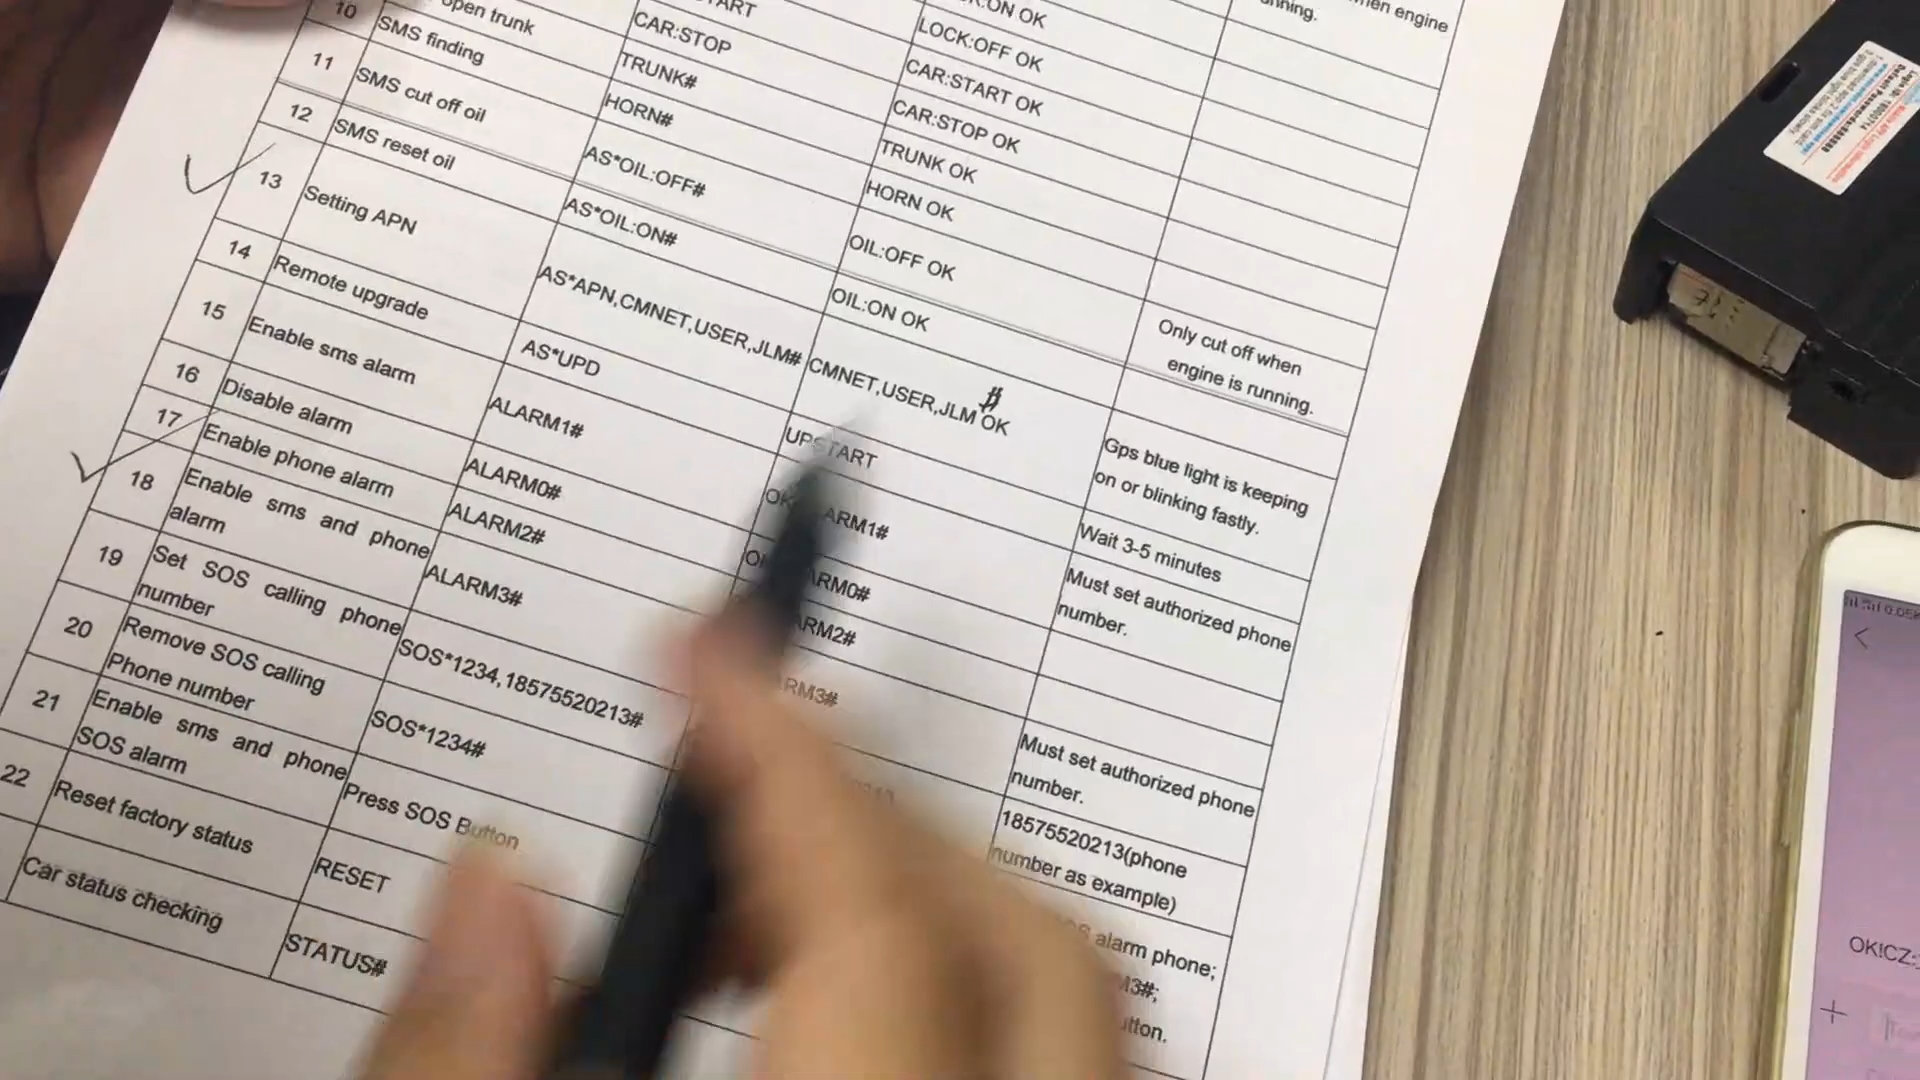 hen engine
nning.
10
open trunk
TART
ON OK
11
SMS finding
CAR:STOP
LOCK:OFF OK
12
SMS cut off oil
TRUNK#
CAR:START OK
SMS reset oil
HORN#
CAR:STOP OK
13
Setting APN
AS*OIL:OFF#
TRUNK OK
AS*OIL:ON#
HORN OK
14
Remote upgrade
AS*APN,CMNET,USER,JLM#
OIL:OFF OK
OIL:ON OK
Only cut off when
engine is running.
15
Enable sms alarm
AS*UPD
CMNET,USER,JLM OK
#
Gps blue light is keeping
on or blinking fastly.
16
Disable alarm
ALARM1#
UPSTART
Wait 3-5 minutes
17
Enable phone alarm
ALARM0#
OK
ARM1#
Must set authorized phone
number.
18
Enable sms and phone
alarm
ALARM2#
ARM0#
ALARM3#
ARM2#
19
Set SOS calling phone
number
SOS*1234,18575520213#
ARM3#
Must set authorized phone
number.
20
Remove SOS calling
Phone number
SOS*1234#
18575520213(phone
number as example)
21
Enable sms and phone
SOS alarm
Press SOS Button
alarm phone;
M3#;
utton.
22
Reset factory status
RESET
Car status checking
STATUS#
OK!CZ: